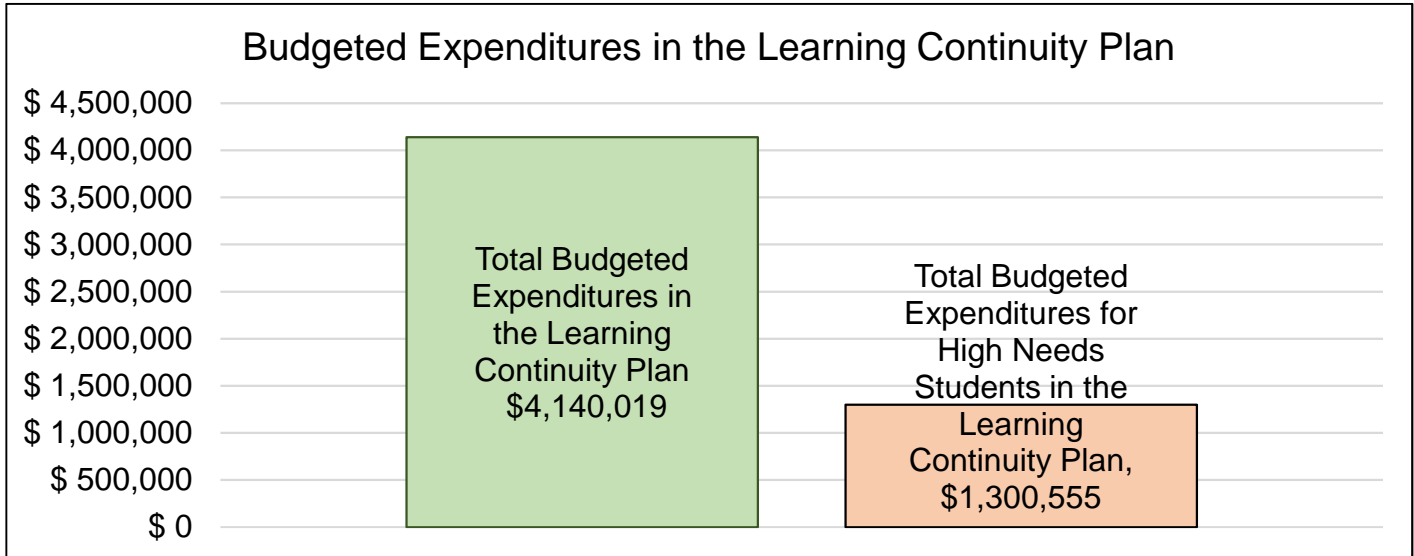 Budgeted Expenditures in the Learning Continuity Plan
$ 4,500,000
$ 4,000,000
$ 3,500,000
$ 3,000,000
$ 2,500,000
$ 2,000,000
$ 1,500,000
$ 1,000,000
$ 500,000
$ 0
Total Budgeted
Expenditures in
the Learning
Continuity Plan
$4,140,019
Total Budgeted
Expenditures for
High Needs
Students in the
Learning
Continuity Plan,
$1,300,555